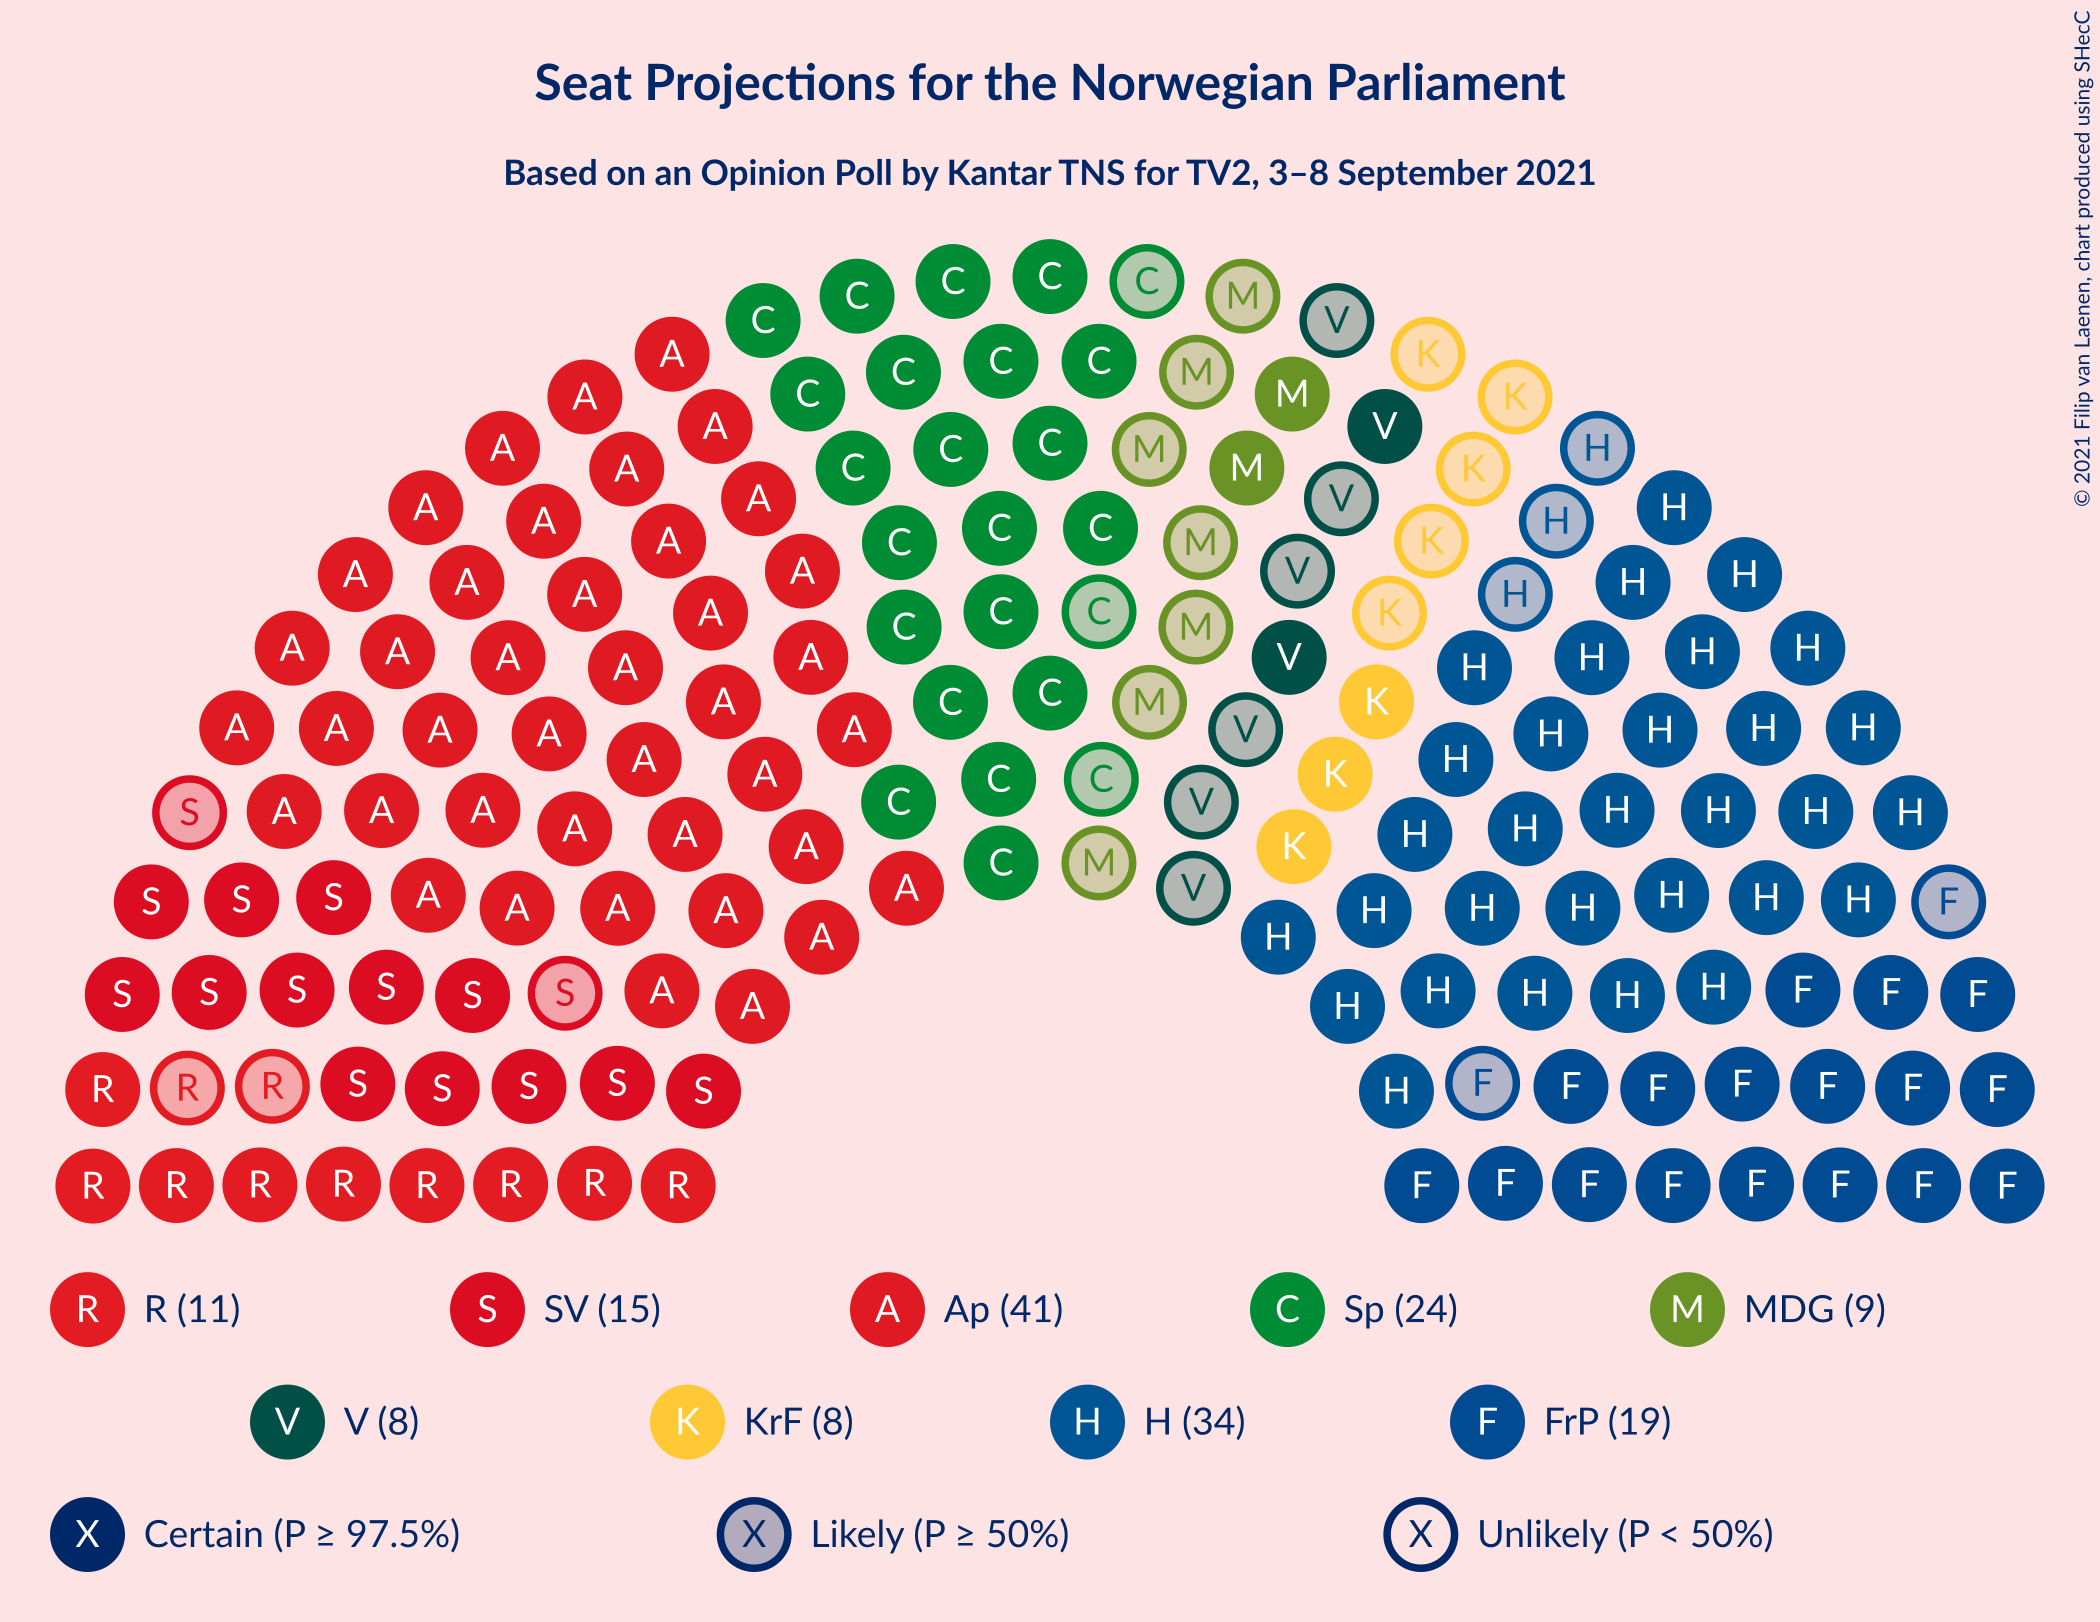 Seat Projections for the Norwegian Parliament
Based on an Opinion Poll by Kantar TNS for TV2, 3–8 September 2021
© 2021 Filip van Laenen, chart produced using SHecC
C C C C C M V
A A C C C C M M K K
A A A C C C M M V K H
A A A A C C C M V K H H
A A A A A C C C M V K H H H
A A A A A A C C M V K H H H H
A A A A A A A C C V K H H H H H
S A A A A A A C V K H H H H H H
S S S A A A A A A C M V H H H H H H H F
S S S S S S A A H H H H H F F F
R R R S S S S S H F F F F F F F
R R R R R R R R F F F F F F F F
R R (11) S SV (15) A Ap (41) C Sp (24) M MDG (9)
V V (8) K KrF (8) H H (34) F FrP (19)
X Certain (P ≥ 97.5%) X Likely (P ≥ 50%) X Unlikely (P < 50%)